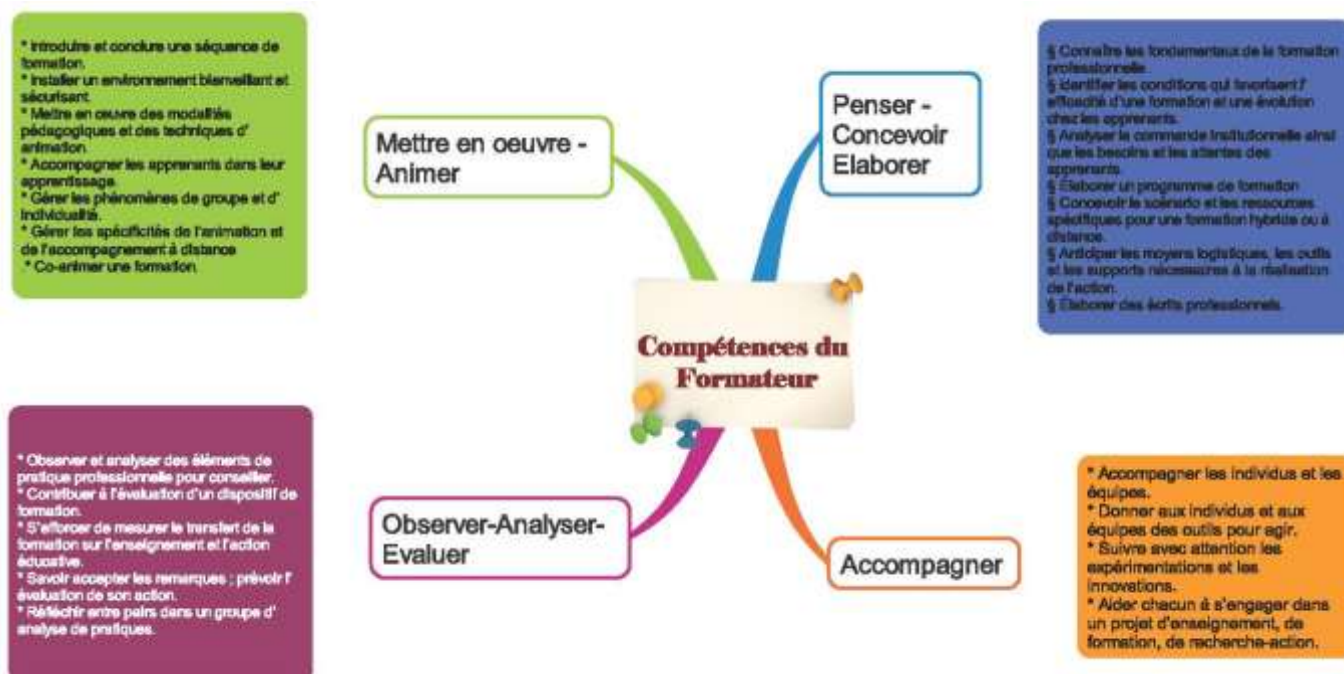 * Introduire et conclure une séquence de
formation.
* Installer un environnement bienveillant et
sécurisant.
* Mettre en œuvre des modalités
pédagogiques et des techniques d'
animation.
* Accompagner les apprenants dans leur
apprentissage.
* Gérer les phénomènes de groupe et d'
individualité.
* Gérer les spécificités de l'animation et
de l'accompagnement à distance
* Co-animer une formation.
Mettre en oeuvre -
Animer
Penser -
Concevoir
Elaborer
§ Connaître les fondamentaux de la formation
professionnelle.
§ Identifier les conditions qui favorisent l'
efficacité d'une formation et une évolution
chez les apprenants.
§ Analyser la commande institutionnelle ainsi
que les besoins et les attentes des
apprenants.
§ Élaborer un programme de formation
§ Concevoir le scénario et les ressources
spécifiques pour une formation hybride ou à
distance.
§ Anticiper les moyens logistiques, les outils
et les supports nécessaires à la réalisation
de l'action.
§ Élaborer des écrits professionnels.
Compétences du
Formateur
* Observer et analyser des éléments de
pratique professionnelle pour conseiller.
* Contribuer à l'évaluation d'un dispositif de
formation.
* S'efforcer de mesurer le transfert de la
formation sur l'enseignement et l'action
éducative.
* Savoir accepter les remarques ; prévoir l'
évaluation de son action.
* Réfléchir entre pairs dans un groupe d'
analyse de pratiques.
Observer-Analyser-
Evaluer
Accompagner
* Accompagner les individus et les
équipes.
* Donner aux individus et aux
équipes des outils pour agir.
* Suivre avec attention les
expérimentations et les
innovations.
* Aider chacun à s'engager dans
un projet d'enseignement, de
formation, de recherche-action.